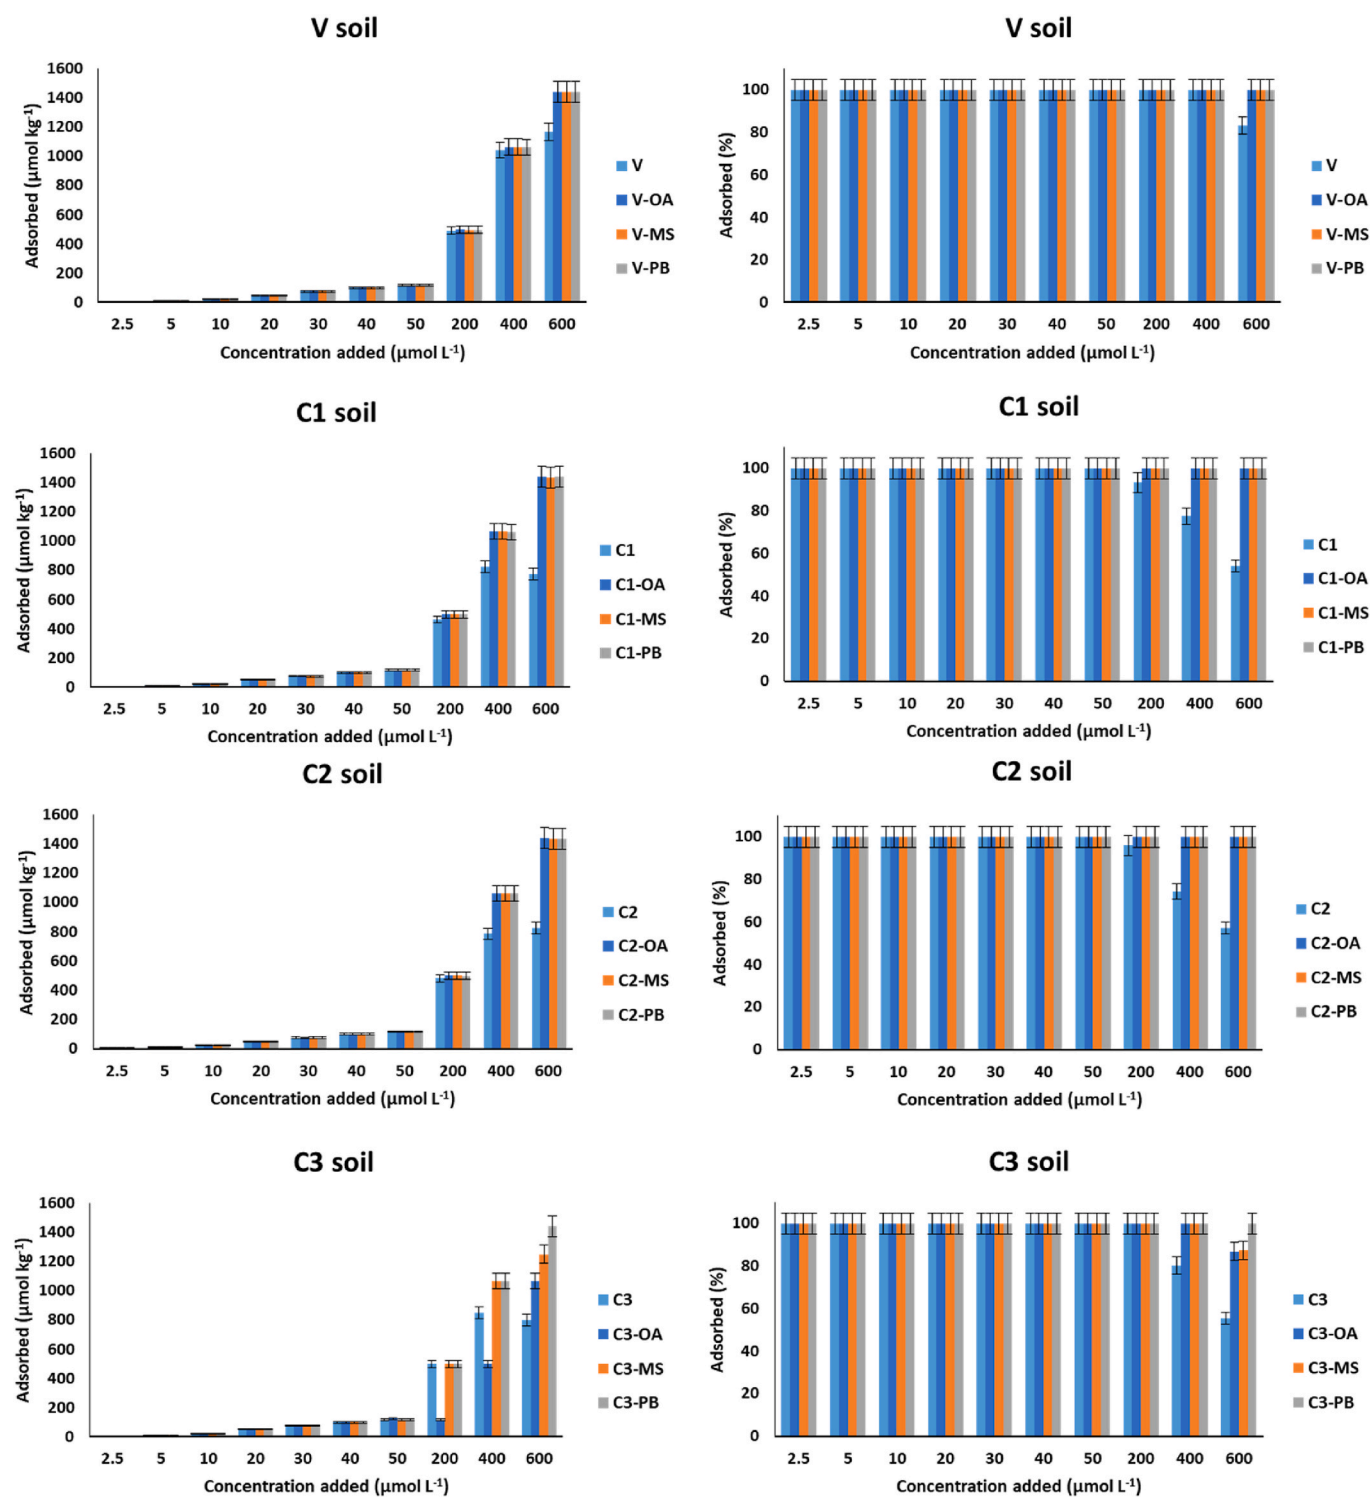 V soil
1600
1400
1200
1000
800
600
400
200
0
Adsorbed (µmol kg⁻¹)
2.5 5 10 20 30 40 50 200 400 600
Concentration added (µmol L⁻¹)
V
V-OA
V-MS
V-PB
V soil
100
80
60
40
20
0
Adsorbed (%)
2.5 5 10 20 30 40 50 200 400 600
Concentration added (µmol L⁻¹)
V
V-OA
V-MS
V-PB
C1 soil
1600
1400
1200
1000
800
600
400
200
0
Adsorbed (µmol kg⁻¹)
2.5 5 10 20 30 40 50 200 400 600
Concentration added (µmol L⁻¹)
C1
C1-OA
C1-MS
C1-PB
C1 soil
100
80
60
40
20
0
Adsorbed (%)
2.5 5 10 20 30 40 50 200 400 600
Concentration added (µmol L⁻¹)
C1
C1-OA
C1-MS
C1-PB
C2 soil
1600
1400
1200
1000
800
600
400
200
0
Adsorbed (µmol kg⁻¹)
2.5 5 10 20 30 40 50 200 400 600
Concentration added (µmol L⁻¹)
C2
C2-OA
C2-MS
C2-PB
C2 soil
100
80
60
40
20
0
Adsorbed (%)
2.5 5 10 20 30 40 50 200 400 600
Concentration added (µmol L⁻¹)
C2
C2-OA
C2-MS
C2-PB
C3 soil
1600
1400
1200
1000
800
600
400
200
0
Adsorbed (µmol kg⁻¹)
2.5 5 10 20 30 40 50 200 400 600
Concentration added (µmol L⁻¹)
C3
C3-OA
C3-MS
C3-PB
C3 soil
100
80
60
40
20
0
Adsorbed (%)
2.5 5 10 20 30 40 50 200 400 600
Concentration added (µmol L⁻¹)
C3
C3-OA
C3-MS
C3-PB